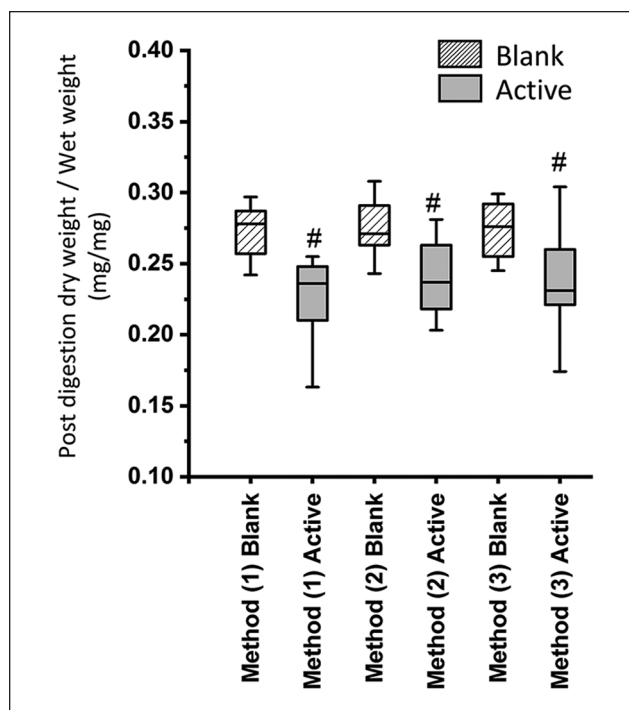 Post digestion dry weight / Wet weight
(mg/mg)
0.40
0.35
0.30
0.25
0.20
0.15
0.10
Blank
Active
#
#
#
Method (1) Blank
Method (1) Active
Method (2) Blank
Method (2) Active
Method (3) Blank
Method (3) Active